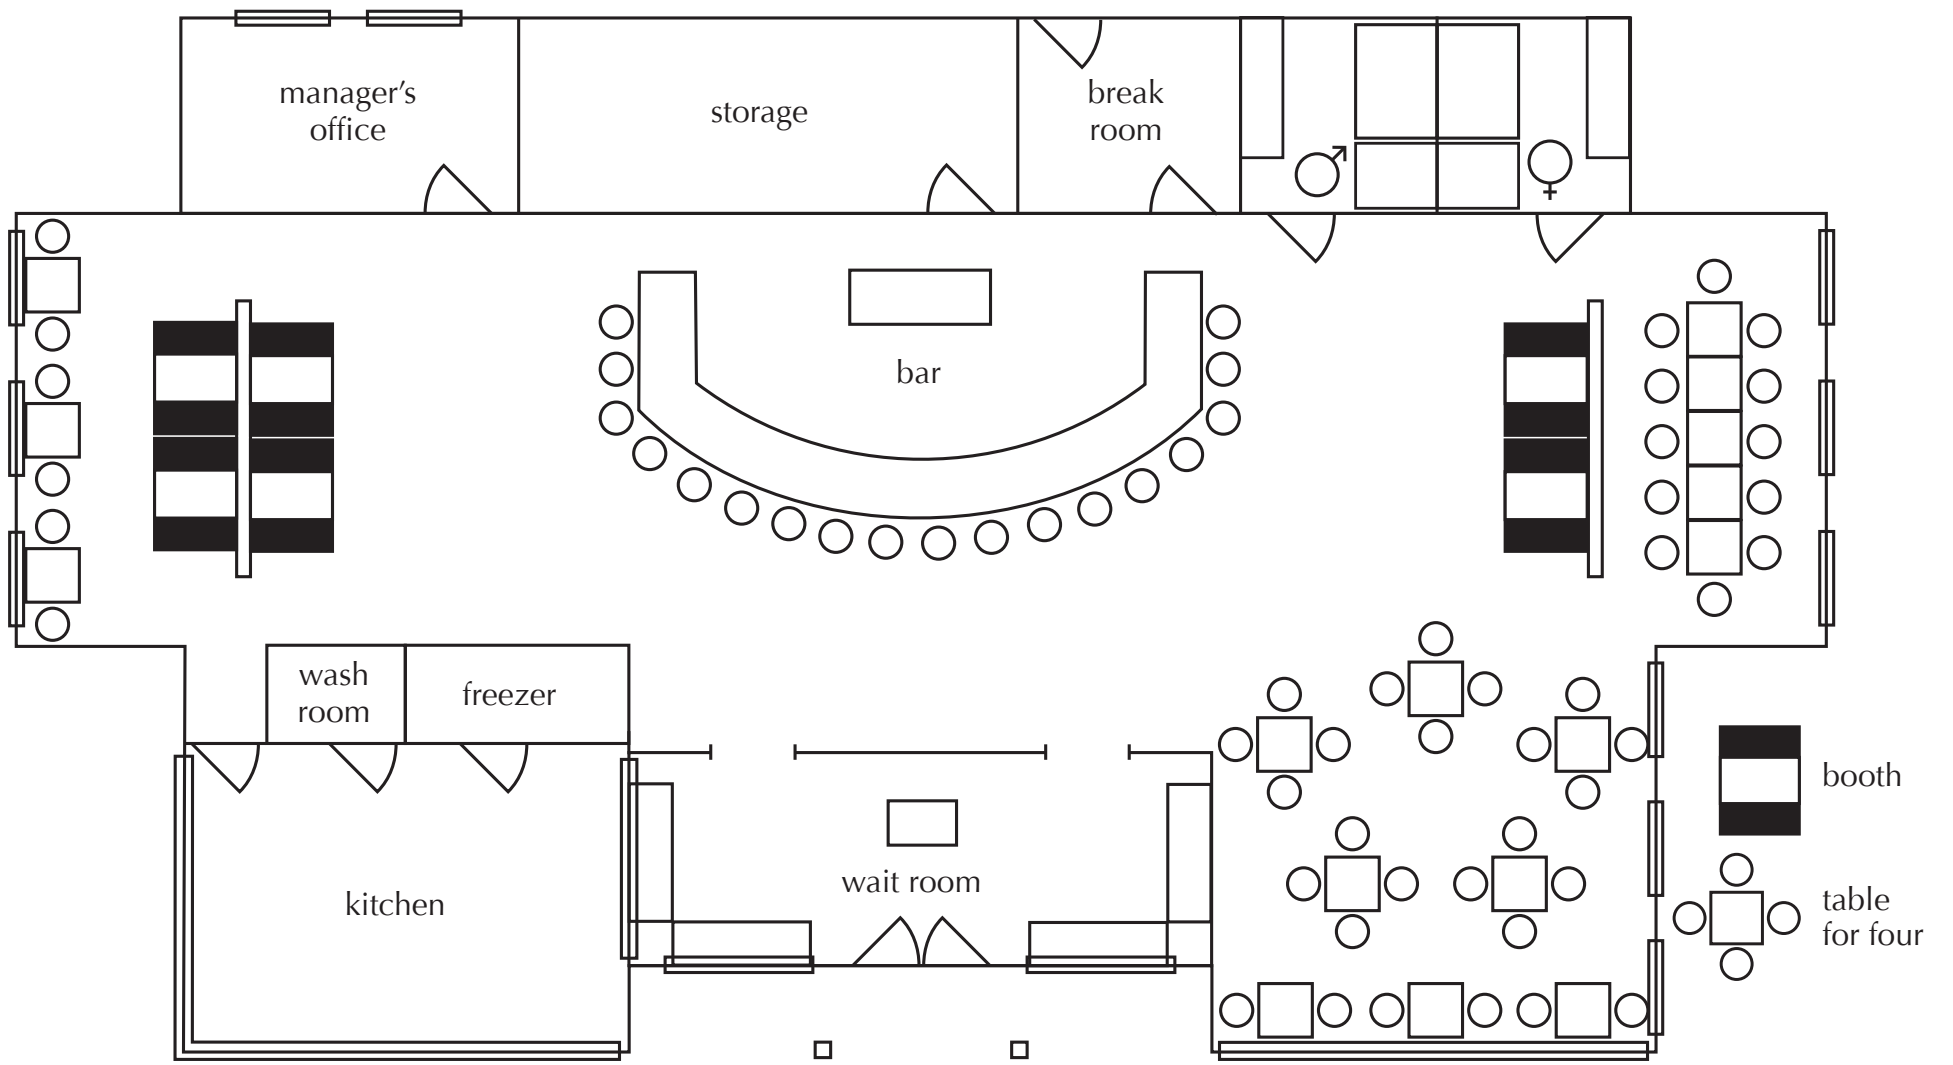 manager’s
office
storage
break
room
bar
wash
room
freezer
booth
wait room
kitchen
table
for four